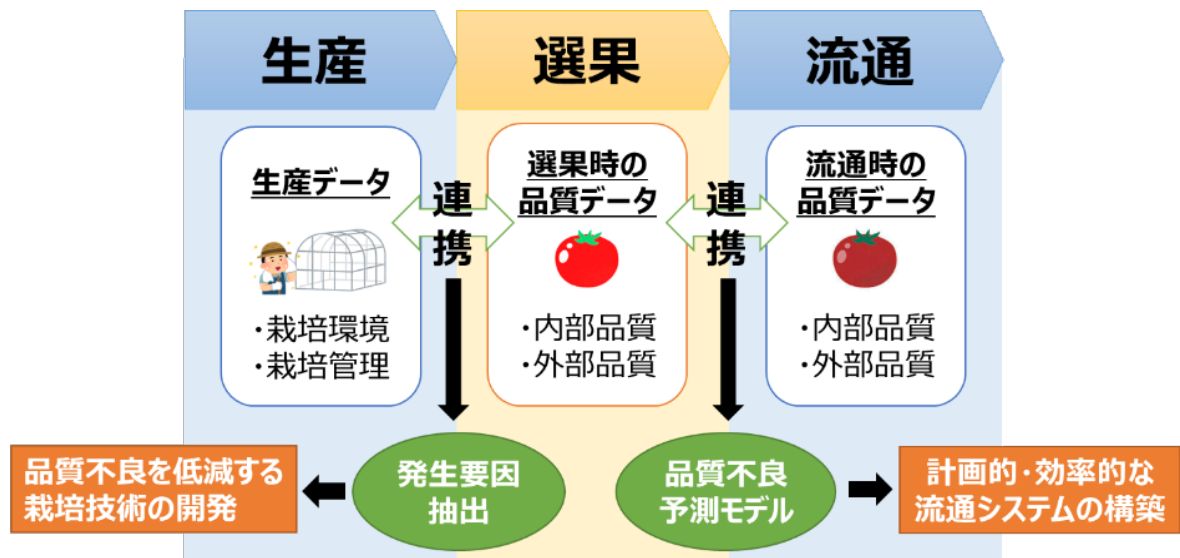 生産
選果
流通
生産データ
・栽培環境
・栽培管理
連
携
選果時の
品質データ
・内部品質
・外部品質
連
携
流通時の
品質データ
・内部品質
・外部品質
品質不良を低減する
栽培技術の開発
発生要因
抽出
品質不良
予測モデル
計画的・効率的な
流通システムの構築